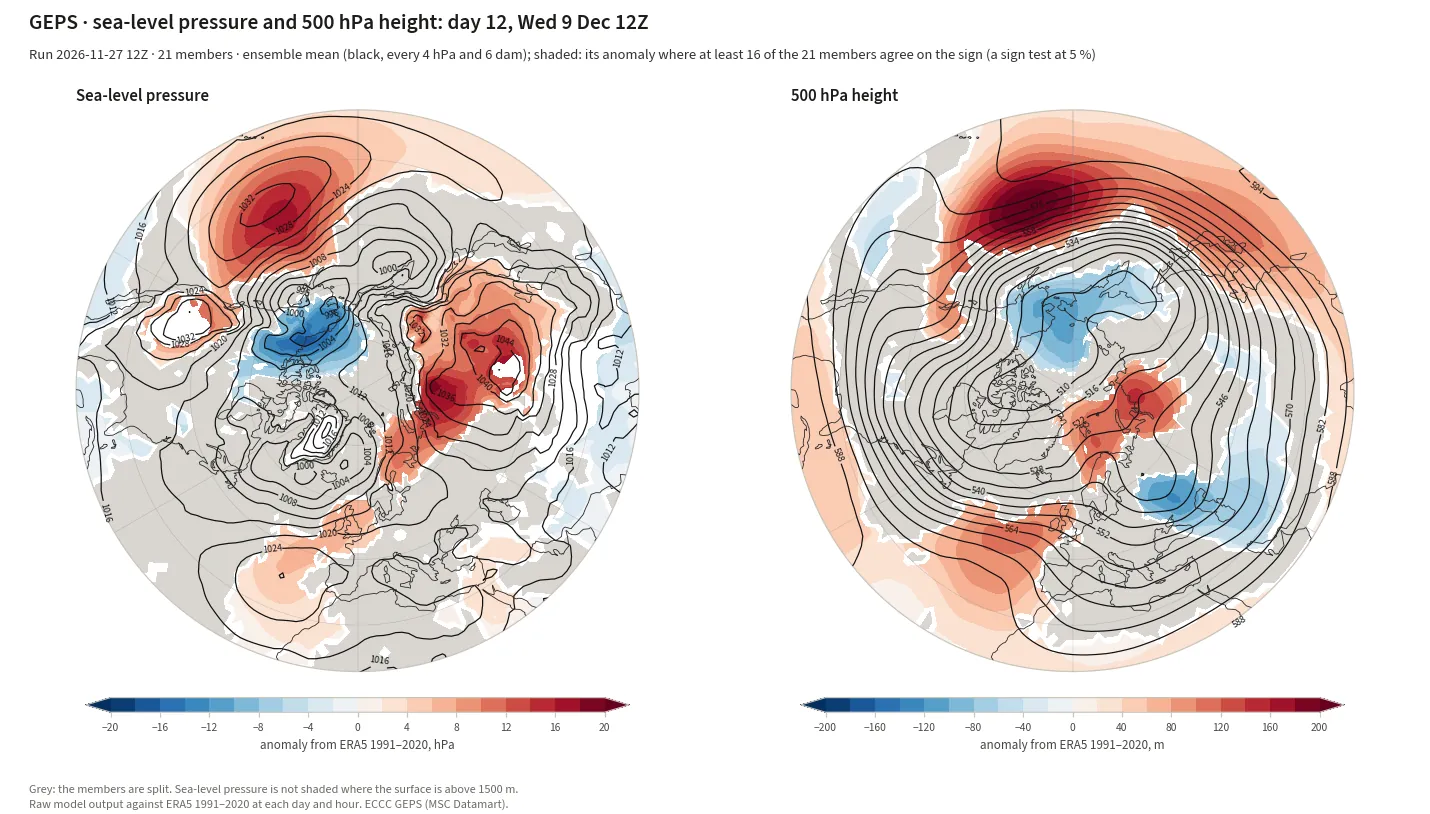 GEPS · sea-level pressure and 500 hPa height: day 12, Wed 9 Dec 12Z
Run 2026-11-27 12Z · 21 members · ensemble mean (black, every 4 hPa and 6 dam); shaded: its anomaly where at least 16 of the 21 members agree on the sign (a sign test at 5 %)
Sea-level pressure
500 hPa height
−20 −16 −12 −8 −4 0 4 8 12 16 20
anomaly from ERA5 1991–2020, hPa
−200 −160 −120 −80 −40 0 40 80 120 160 200
anomaly from ERA5 1991–2020, m
Grey: the members are split. Sea-level pressure is not shaded where the surface is above 1500 m.
Raw model output against ERA5 1991–2020 at each day and hour. ECCC GEPS (MSC Datamart).